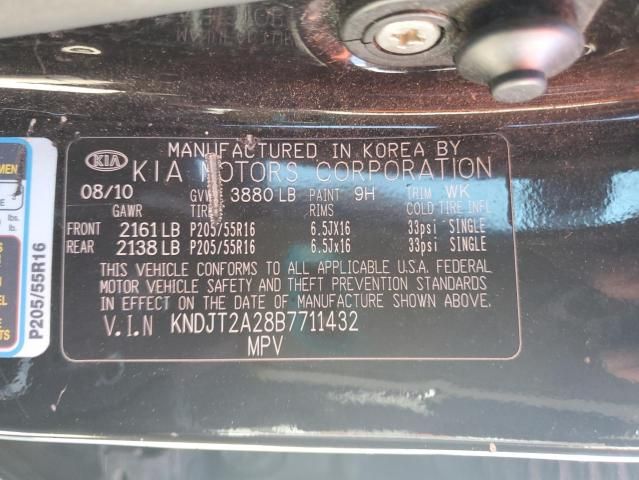 MANUFACTURED IN KOREA BY
KIA KIA MOTORS CORPORATION
08/10 3880 LB PAINT 9H TRIM WK
GAWR RIMS COLD TIRE INFL
FRONT 2161 LB P205/55R16 6.5JX16 33psi SINGLE
REAR 2138 LB P205/55R16 6.5Jx16 33psi SINGLE
THIS VEHICLE CONFORMS TO ALL APPLICABLE U.S.A. FEDERAL
MOTOR VEHICLE SAFETY AND THEFT PREVENTION STANDARDS
IN EFFECT ON THE DATE OF MANUFACTURE SHOWN ABOVE.
V.I.N KNDJT2A28B7711432
MPV
P205/55R16
lbs.